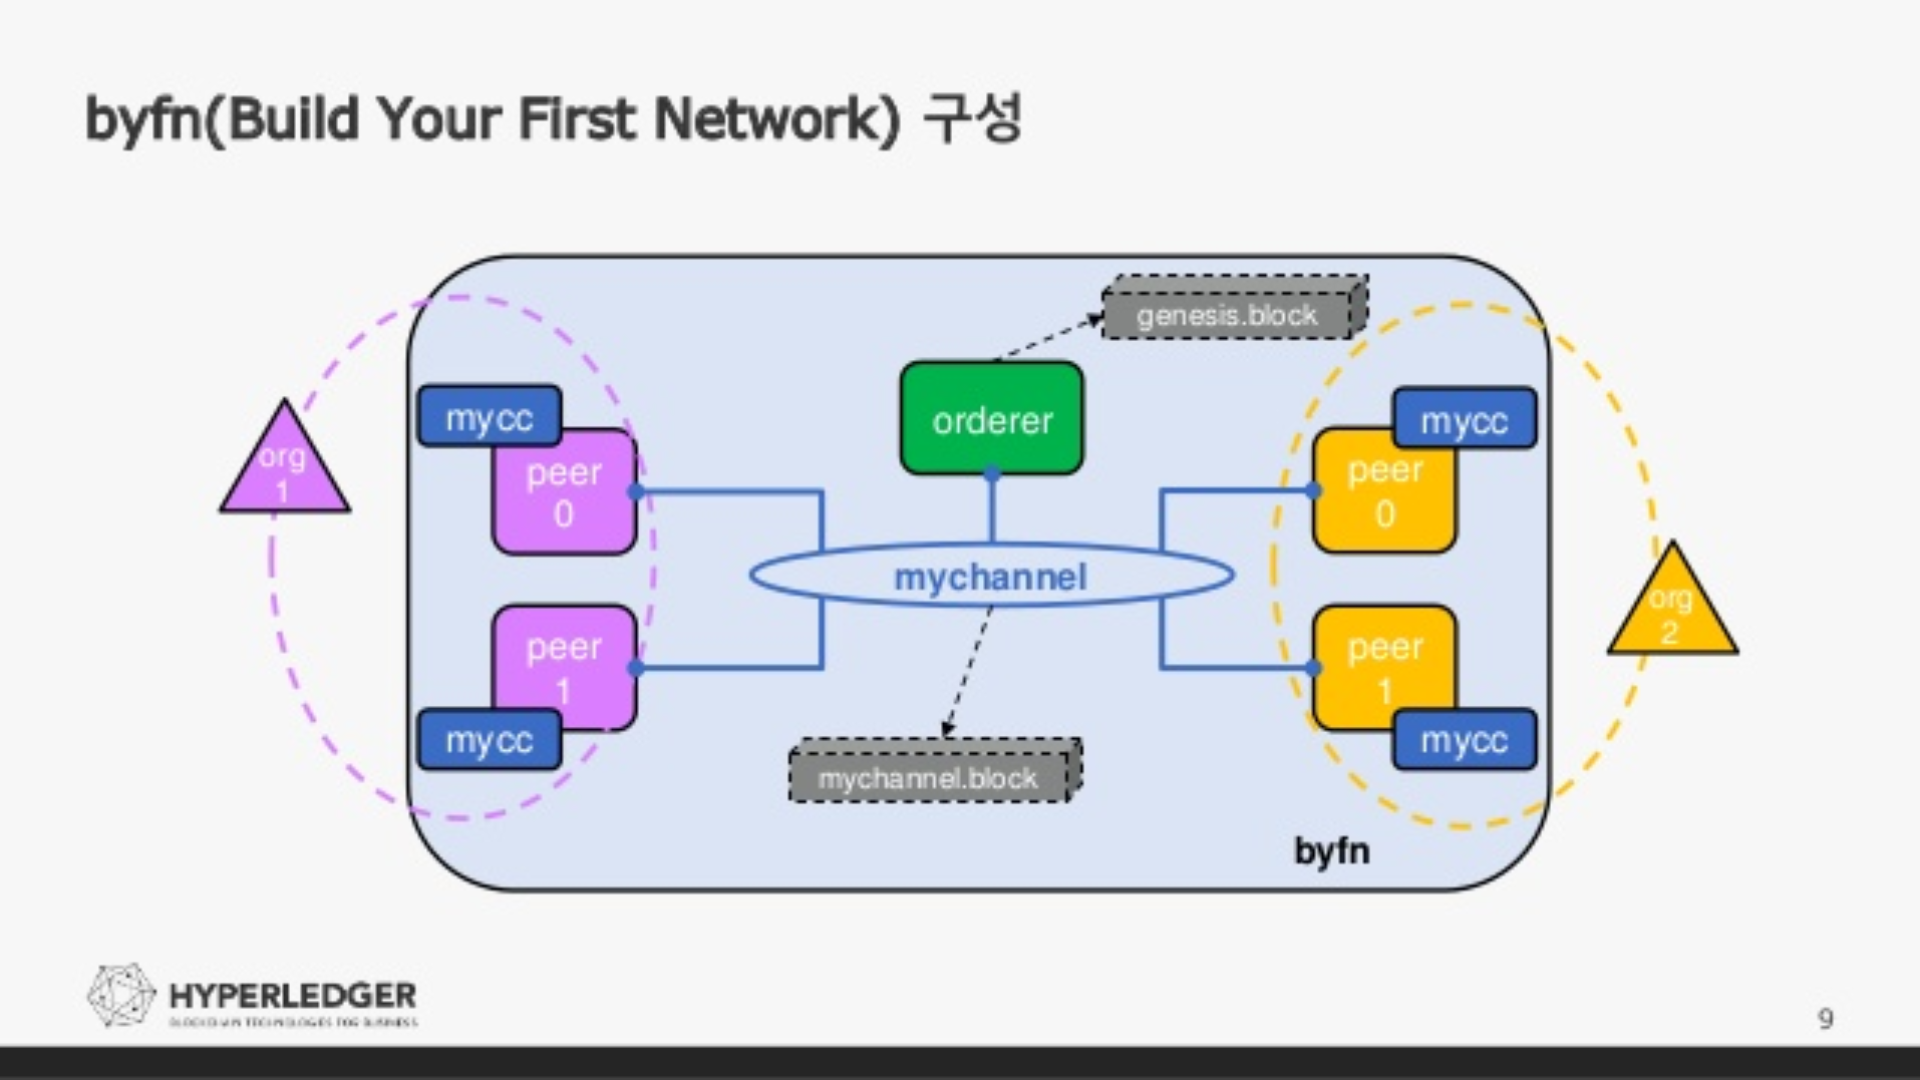 byfn(Build Your First Network) 구성
genesis.block
mycc
orderer
mycc
org
1
peer
0
peer
0
mychannel
org
2
peer
1
peer
1
mycc
mychannel.block
mycc
byfn
HYPERLEDGER
BLOCKCHAIN TECHNOLOGIES FOR BUSINESS
9